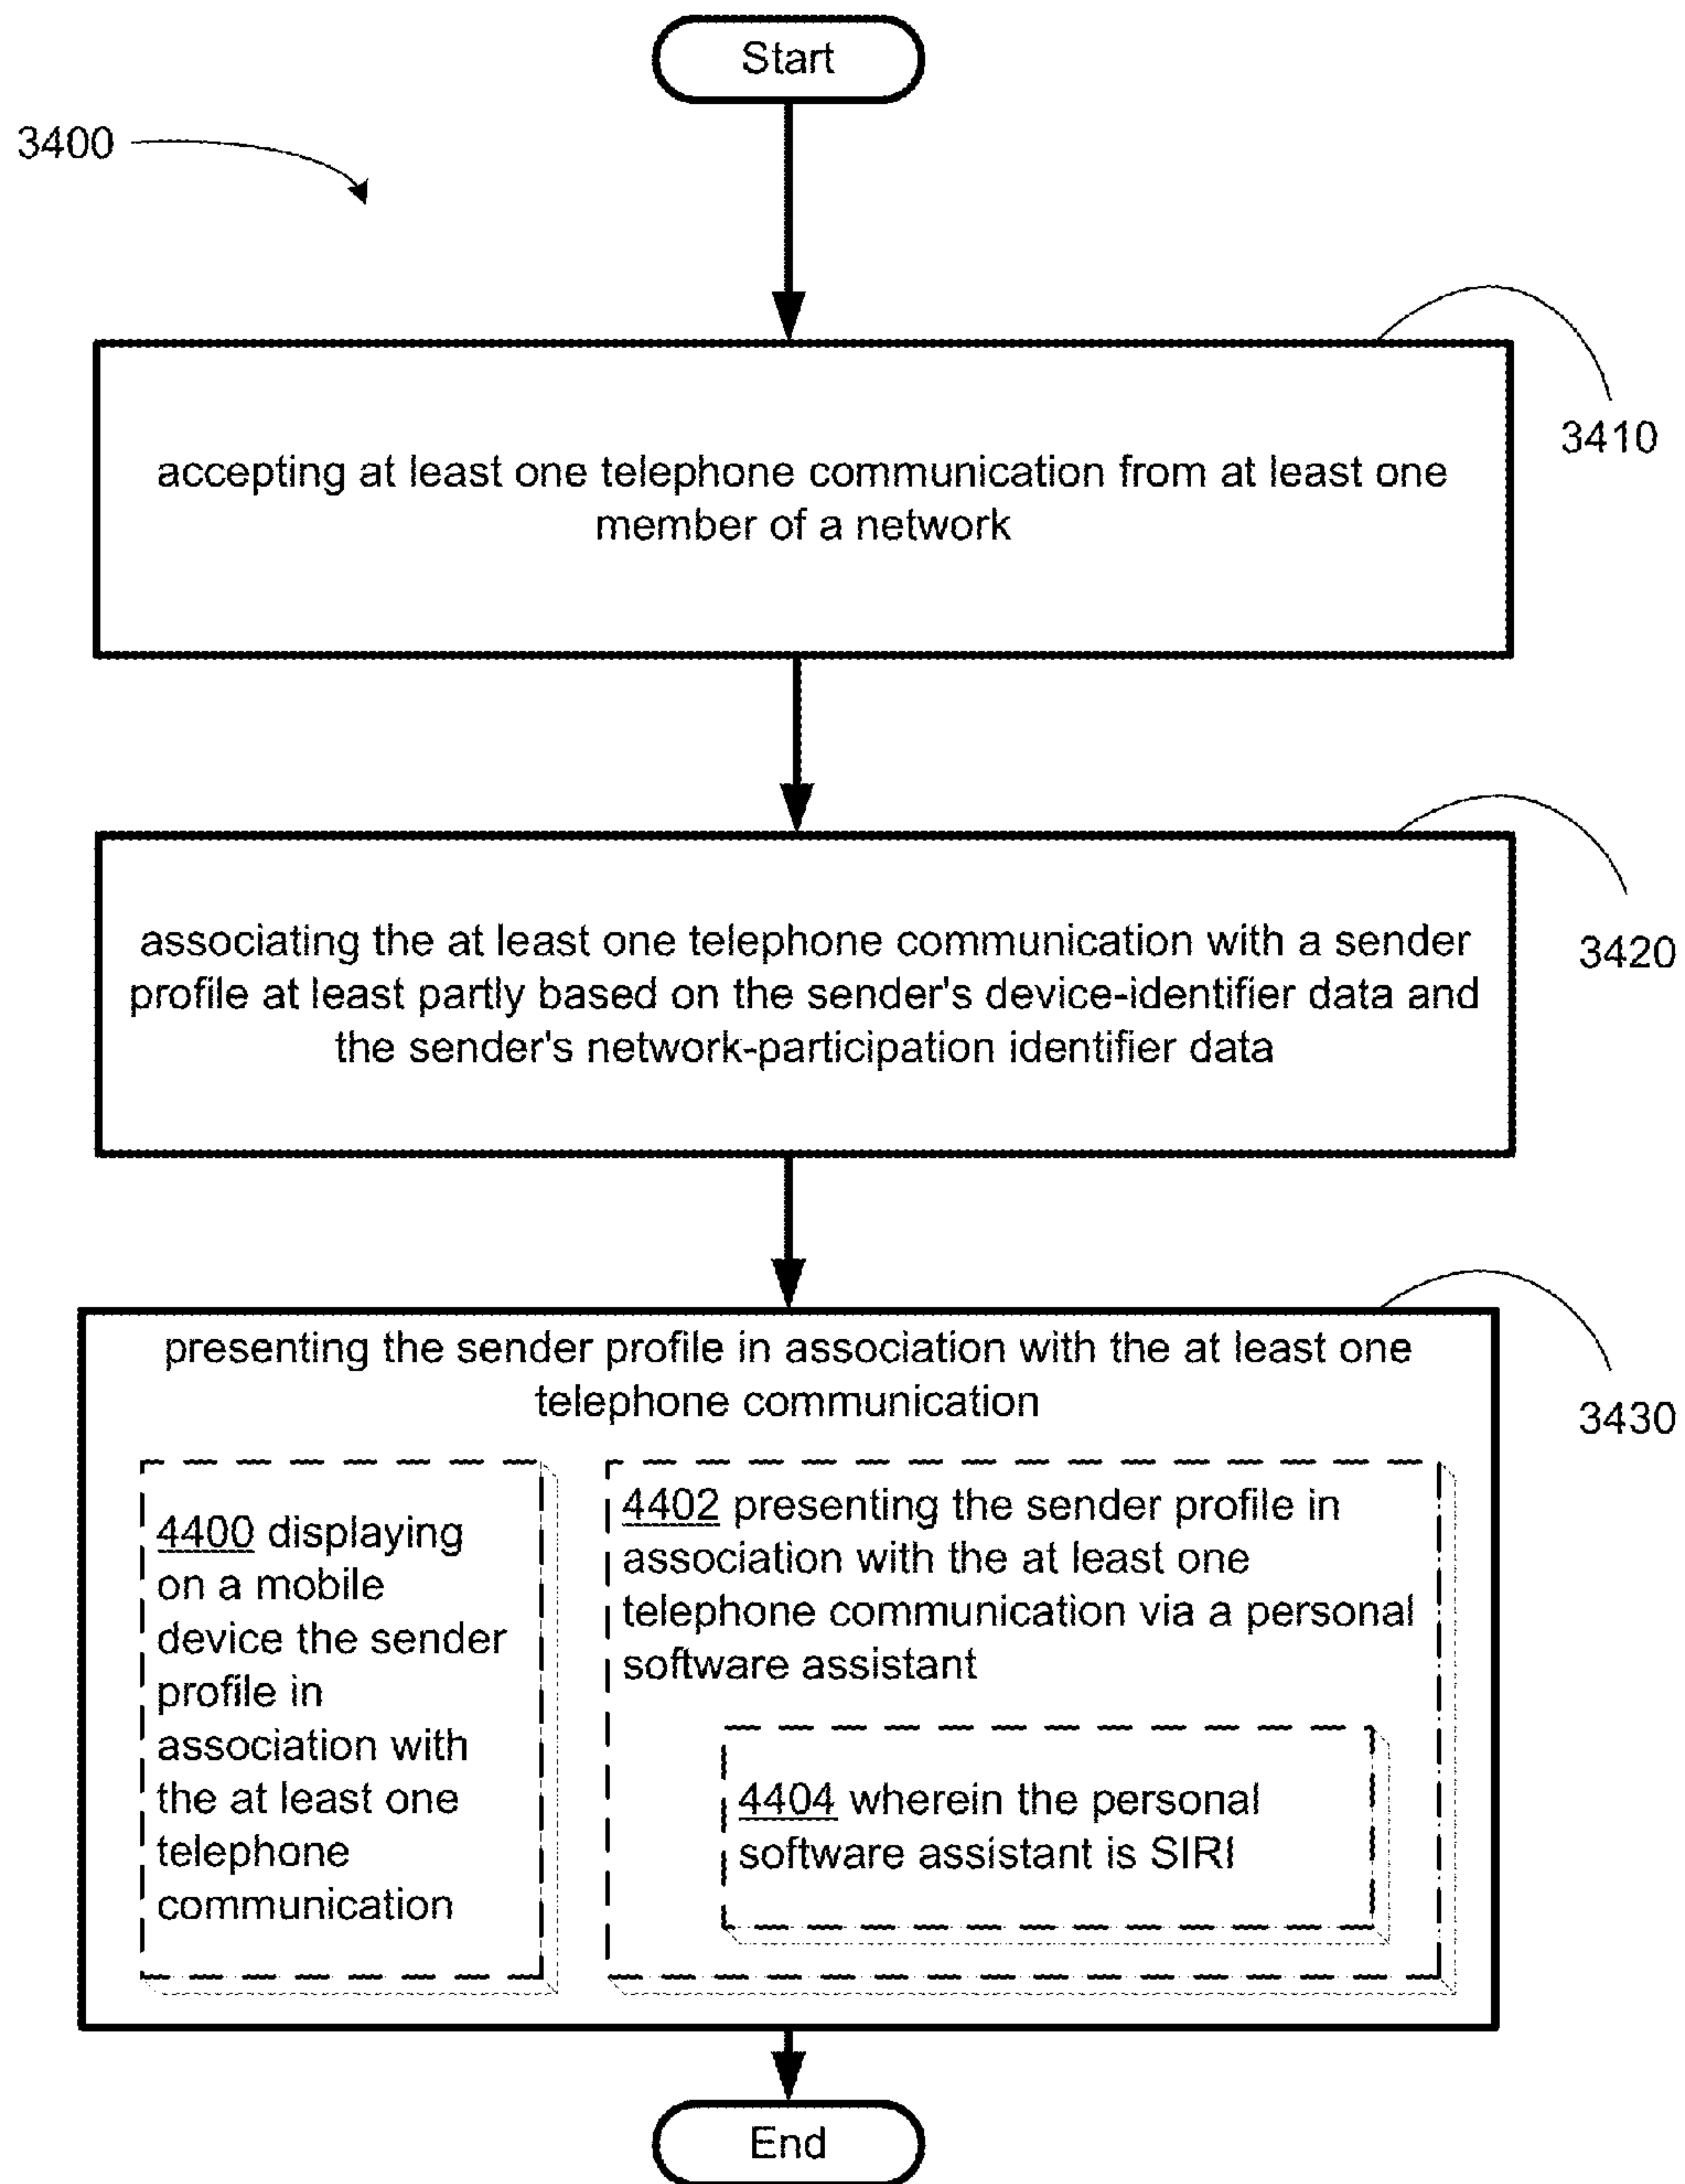 Start
3400
3410
accepting at least one telephone communication from at least one
member of a network
3420
associating the at least one telephone communication with a sender
profile at least partly based on the sender's device-identifier data and
the sender's network-participation identifier data
3430
presenting the sender profile in association with the at least one
telephone communication
4400 displaying
on a mobile
device the sender
profile in
association with
the at least one
telephone
communication
4402 presenting the sender profile in
association with the at least one
telephone communication via a personal
software assistant
4404 wherein the personal
software assistant is SIRI
End